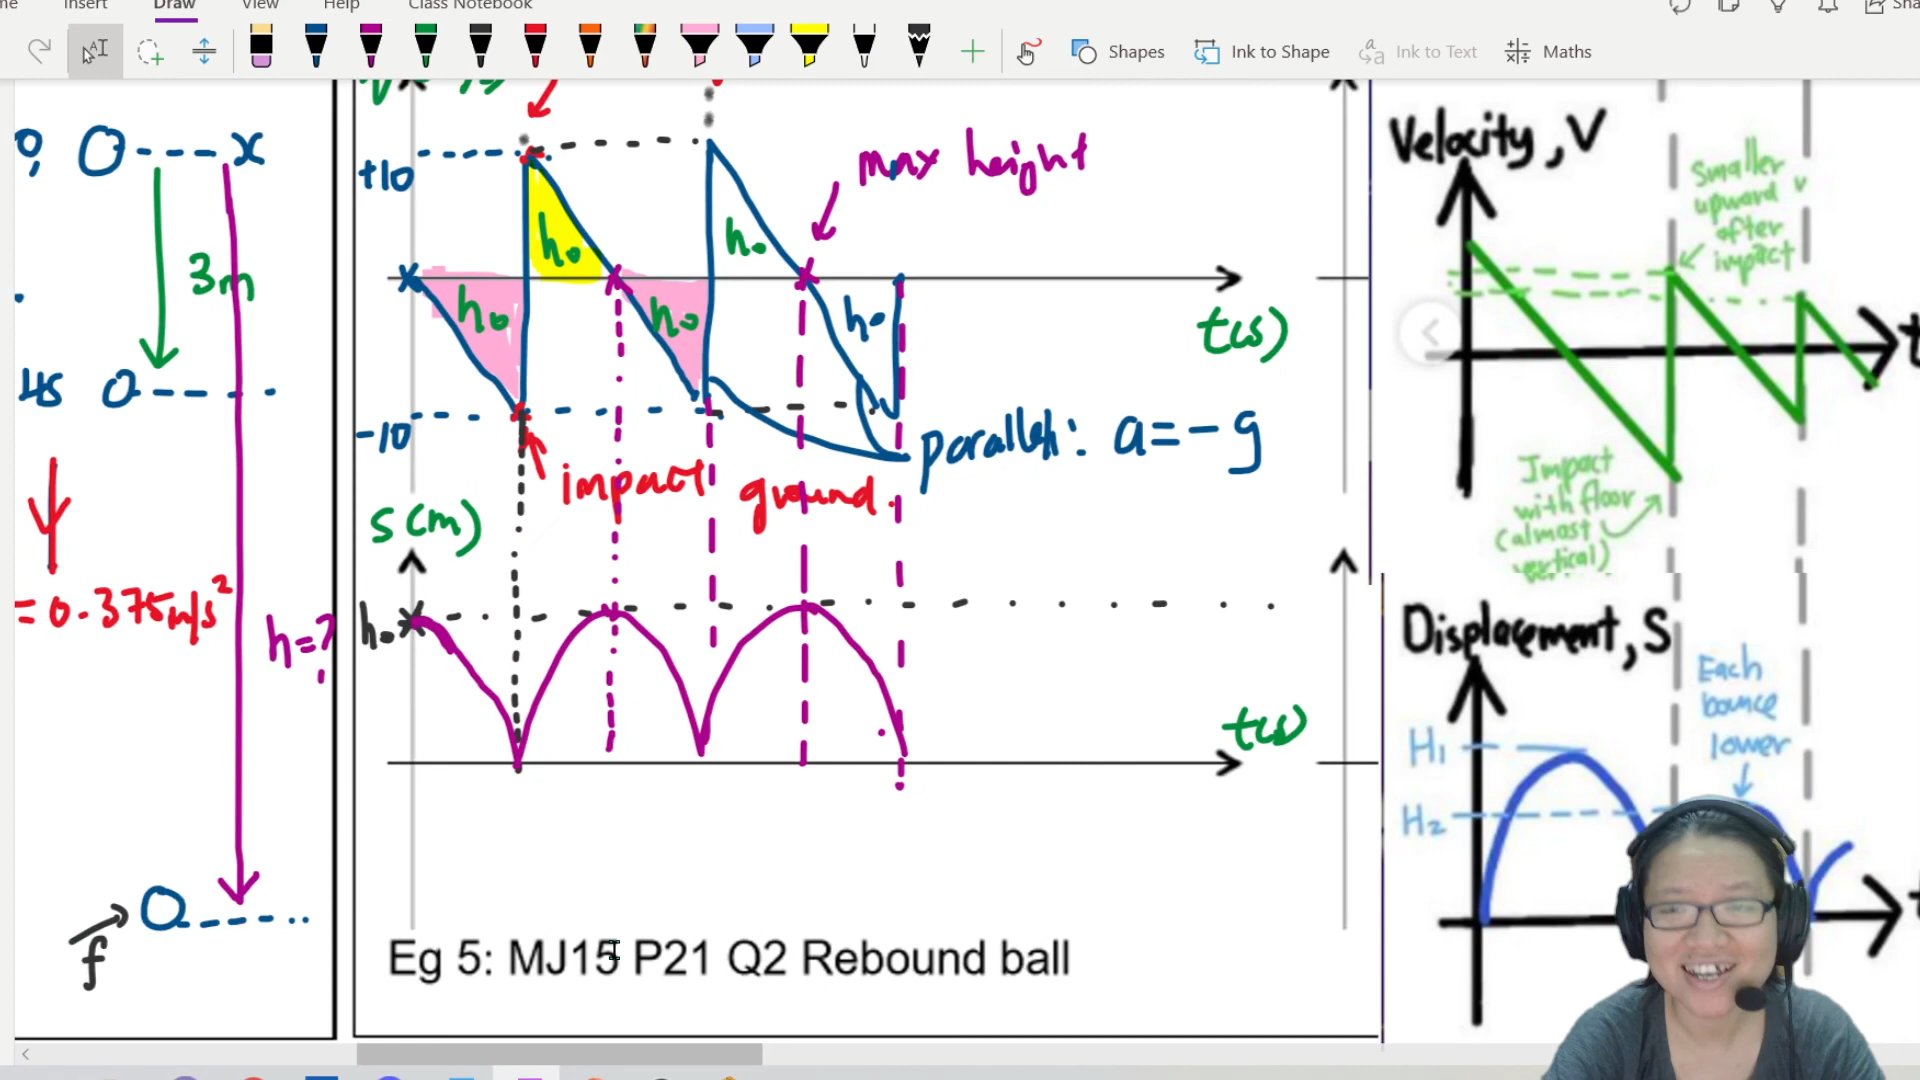 Insert Draw View Help Class Notebook
Shapes Ink to Shape Ink to Text Maths
x
3m
4s
= 0.375m/s²
h=?
f
+10
-10
h₀
h₀
h₀
h₀
h₀
max height
t(s)
parallel: a=-g
impact
ground.
s(m)
h₀
t(s)
Eg 5: MJ15 P21 Q2 Rebound ball
Velocity, V
Smaller
upward v
after
impact
t
Impact
with floor
(almost
vertical)
Displacement, S
Each
bounce
lower
H₁
H₂
t